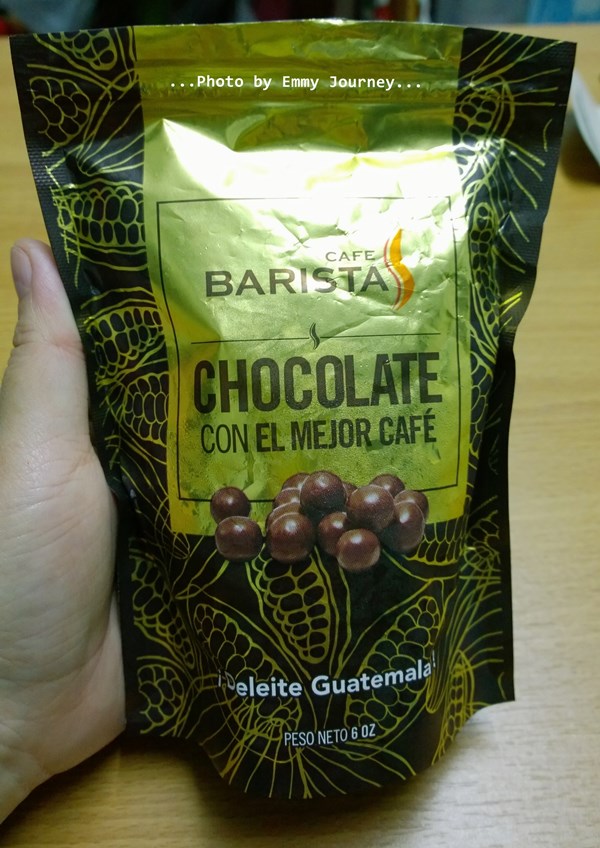 ...Photo by Emmy Journey...
CAFE
BARISTA
CHOCOLATE
CON EL MEJOR CAFÉ
¡Deleite Guatemala!
PESO NETO 6 OZ